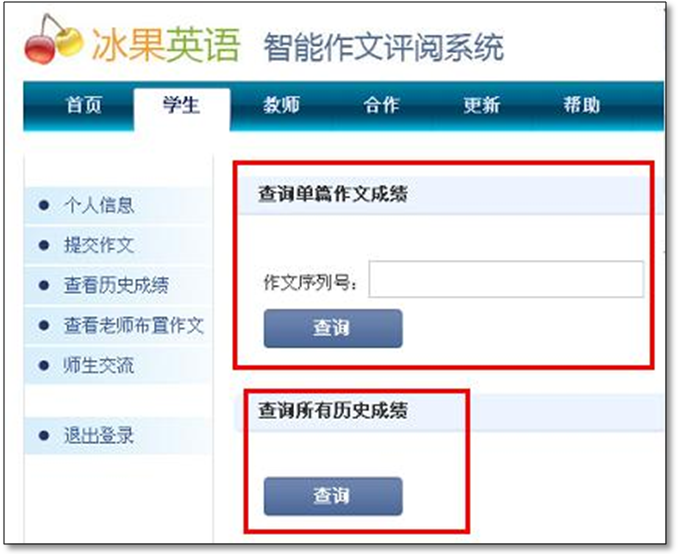 冰果英语 智能作文评阅系统
首页 学生 教师 合作 更新 帮助
个人信息
提交作文
查看历史成绩
查看老师布置作文
师生交流
退出登录
查询单篇作文成绩
作文序列号：
查询
查询所有历史成绩
查询